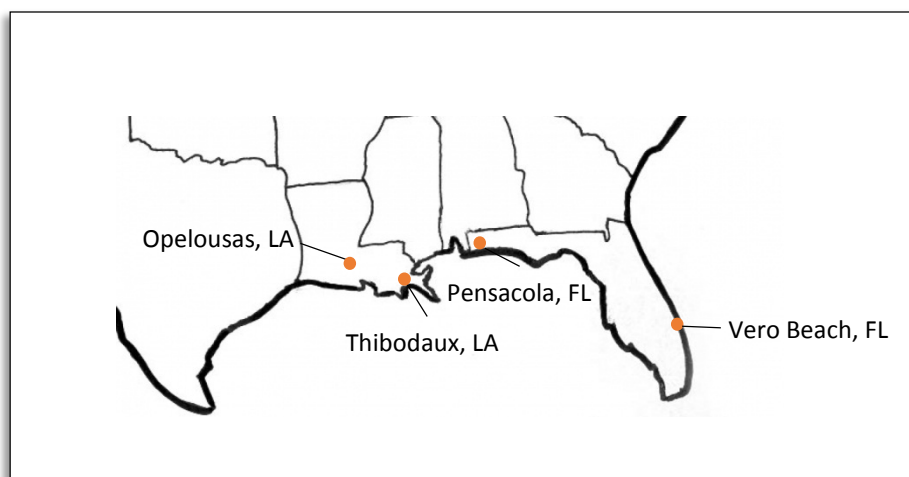 Opelousas, LA
Pensacola, FL
Vero Beach, FL
Thibodaux, LA